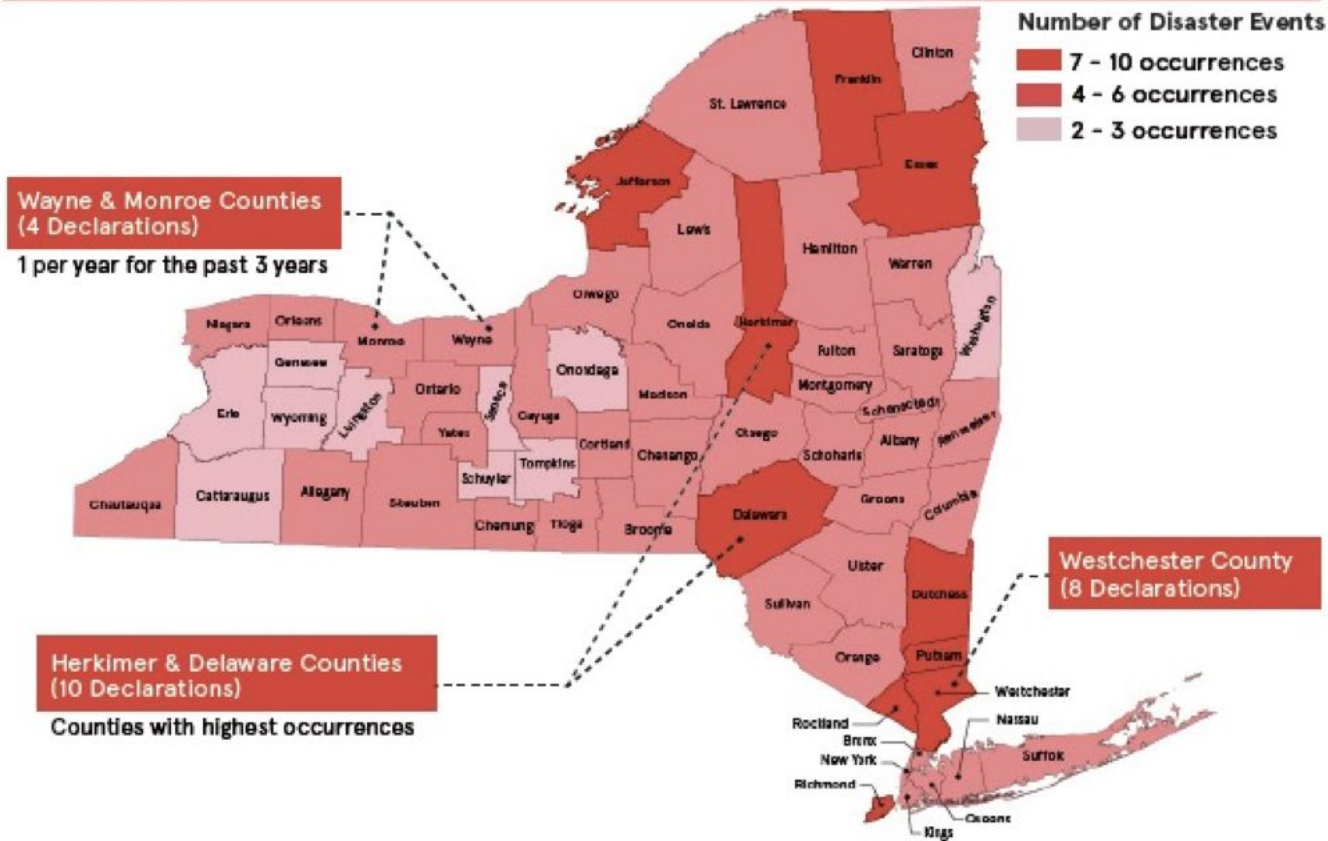 Number of Disaster Events
7 - 10 occurrences
4 - 6 occurrences
2 - 3 occurrences
Clinton
Franklin
St. Lawrence
Essex
Jefferson
Wayne & Monroe Counties
(4 Declarations)
1 per year for the past 3 years
Lewis
Hamilton
Warren
Washington
Oswego
Oneida
Herkimer
Niagara
Orleans
Monroe
Wayne
Fulton
Saratoga
Genesee
Onondaga
Montgomery
Erie
Wyoming
Livingston
Ontario
Seneca
Cayuga
Madison
Schenectady
Yates
Cortland
Chenango
Otsego
Schoharie
Albany
Rensselaer
Schuyler
Tompkins
Chautauqua
Cattaraugus
Allegany
Steuben
Chemung
Tioga
Broome
Delaware
Greene
Columbia
Ulster
Westchester County
(8 Declarations)
Sullivan
Dutchess
Orange
Putnam
Herkimer & Delaware Counties
(10 Declarations)
Counties with highest occurrences
Westchester
Rockland
Nassau
Bronx
New York
Suffok
Richmond
Queens
Kings